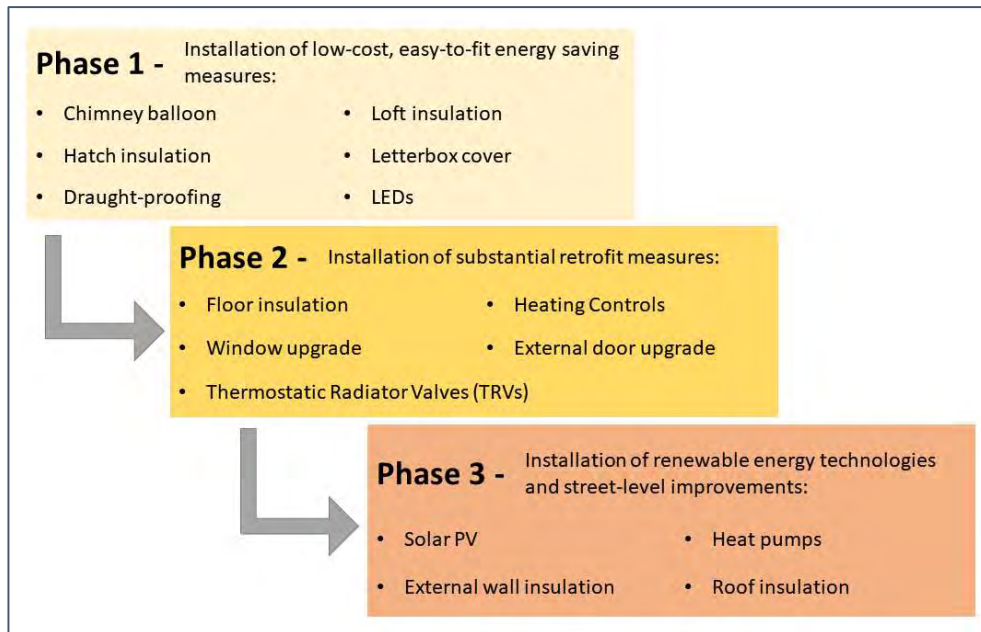 Phase 1 - Installation of low-cost, easy-to-fit energy saving
measures:
• Chimney balloon
• Loft insulation
• Hatch insulation
• Letterbox cover
• Draught-proofing
• LEDs
Phase 2 - Installation of substantial retrofit measures:
• Floor insulation
• Heating Controls
• Window upgrade
• External door upgrade
• Thermostatic Radiator Valves (TRVs)
Phase 3 - Installation of renewable energy technologies
and street-level improvements:
• Solar PV
• Heat pumps
• External wall insulation
• Roof insulation